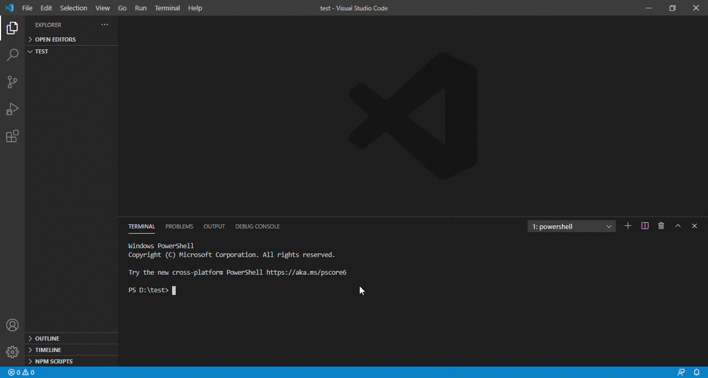 File Edit Selection View Go Run Terminal Help
test - Visual Studio Code
EXPLORER
OPEN EDITORS
TEST
TERMINAL PROBLEMS OUTPUT DEBUG CONSOLE
1: powershell
Windows PowerShell
Copyright (C) Microsoft Corporation. All rights reserved.
Try the new cross-platform PowerShell https://aka.ms/pscore6
PS D:\test>
OUTLINE
TIMELINE
NPM SCRIPTS
0 0